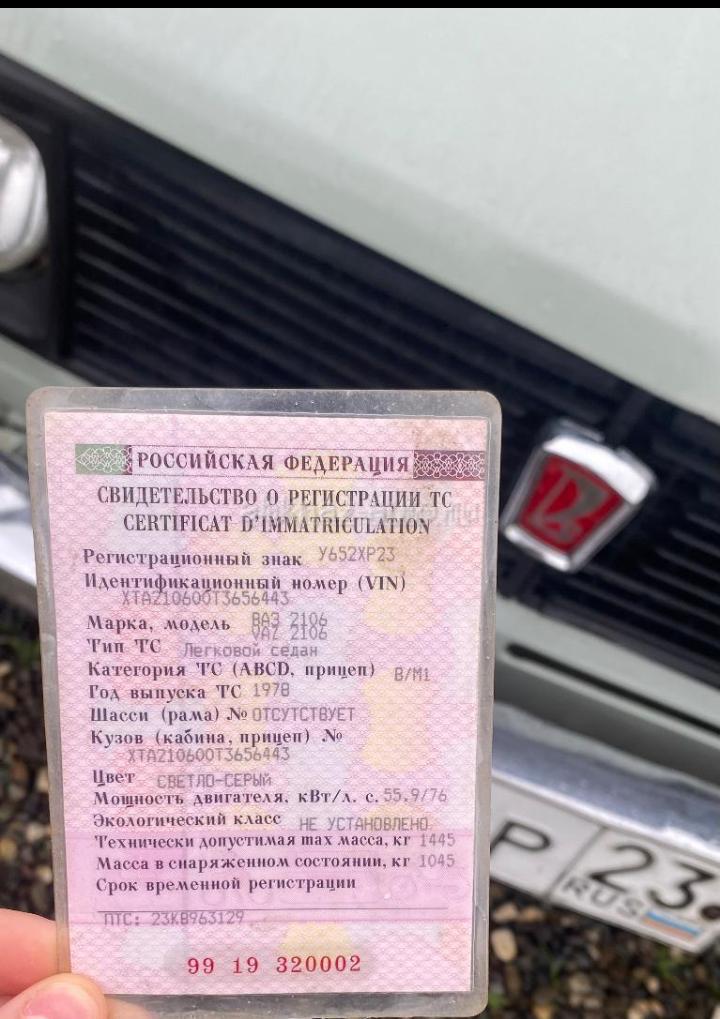 РОССИЙСКАЯ ФЕДЕРАЦИЯ
СВИДЕТЕЛЬСТВО О РЕГИСТРАЦИИ ТС
CERTIFICAT D'IMMATRICULATION
Регистрационный знак У652ХР23
Идентификационный номер (VIN)
XTA210600T3656443
Марка, модель ВАЗ 2106
VAZ 2106
Тип ТС Легковой седан
Категория ТС (ABCD, прицеп) B/M1
Год выпуска ТС 1978
Шасси (рама) № ОТСУТСТВУЕТ
Кузов (кабина, прицеп) №
XTA210600T3656443
Цвет СВЕТЛО-СЕРЫЙ
Мощность двигателя, кВт/л. с. 55.9/76
Экологический класс НЕ УСТАНОВЛЕНО
Технически допустимая max масса, кг 1445
Масса в снаряженном состоянии, кг 1045
Срок временной регистрации
ПТС: 23КВ963129
99 19 320002
Р 23
RUS